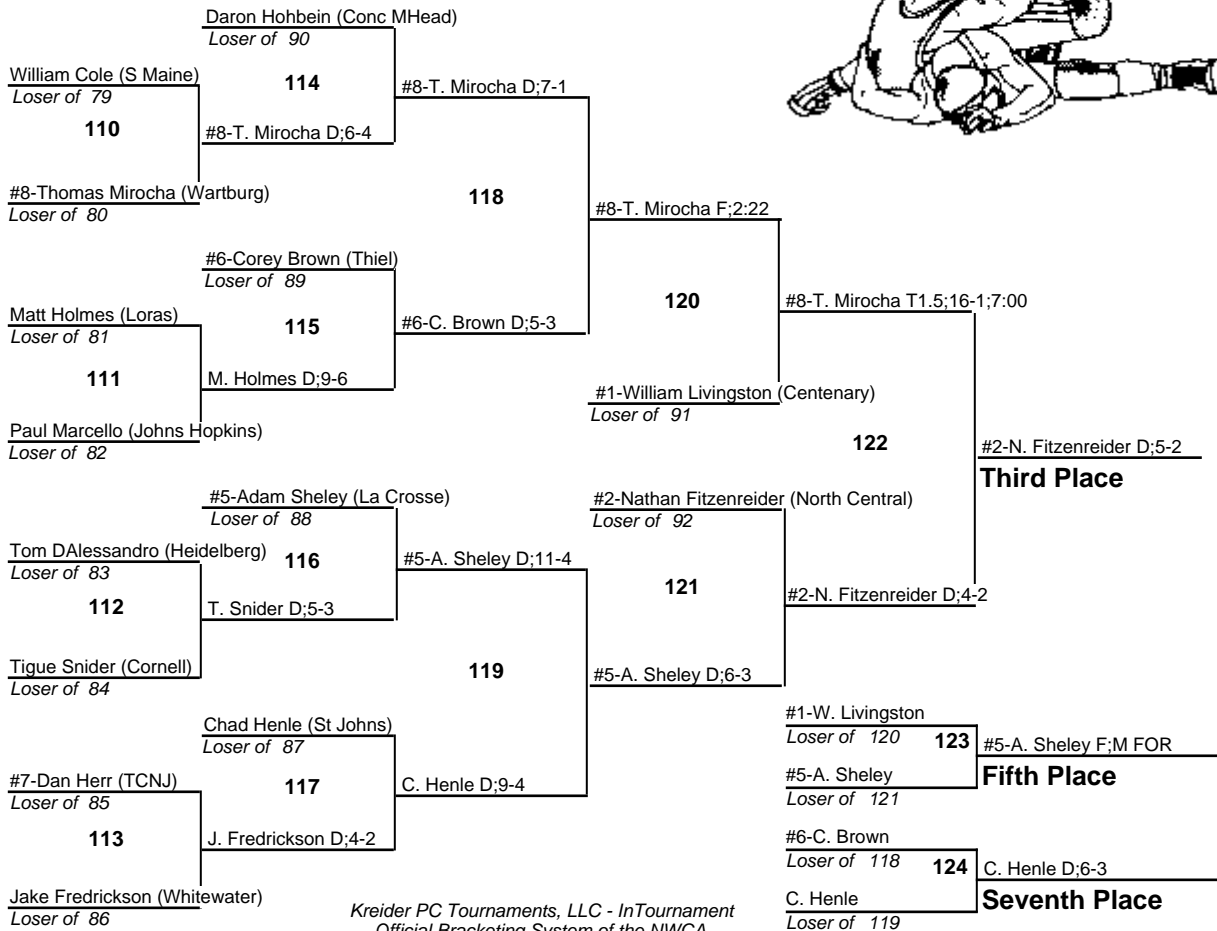 Daron Hohbein (Conc MHead)
Loser of 90
William Cole (S Maine)
Loser of 79
114
#8-T. Mirocha D;7-1
110
#8-T. Mirocha D;6-4
#8-Thomas Mirocha (Wartburg)
Loser of 80
118
#8-T. Mirocha F;2:22
#6-Corey Brown (Thiel)
Loser of 89
Matt Holmes (Loras)
Loser of 81
115
#6-C. Brown D;5-3
120
#8-T. Mirocha T1.5;16-1;7:00
111
M. Holmes D;9-6
#1-William Livingston (Centenary)
Loser of 91
Paul Marcello (Johns Hopkins)
Loser of 82
122
#2-N. Fitzenreider D;5-2
Third Place
#5-Adam Sheley (La Crosse)
Loser of 88
#2-Nathan Fitzenreider (North Central)
Loser of 92
Tom DAlessandro (Heidelberg)
Loser of 83
116
#5-A. Sheley D;11-4
121
#2-N. Fitzenreider D;4-2
112
T. Snider D;5-3
Tigue Snider (Cornell)
Loser of 84
119
#5-A. Sheley D;6-3
Chad Henle (St Johns)
Loser of 87
#1-W. Livingston
Loser of 120
123
#5-A. Sheley F;M FOR
Fifth Place
#5-A. Sheley
Loser of 121
#7-Dan Herr (TCNJ)
Loser of 85
117
C. Henle D;9-4
113
J. Fredrickson D;4-2
#6-C. Brown
Loser of 118
124
C. Henle D;6-3
Seventh Place
C. Henle
Loser of 119
Jake Fredrickson (Whitewater)
Loser of 86
Kreider PC Tournaments, LLC - InTournament
Official Bracketing System of the NWCA